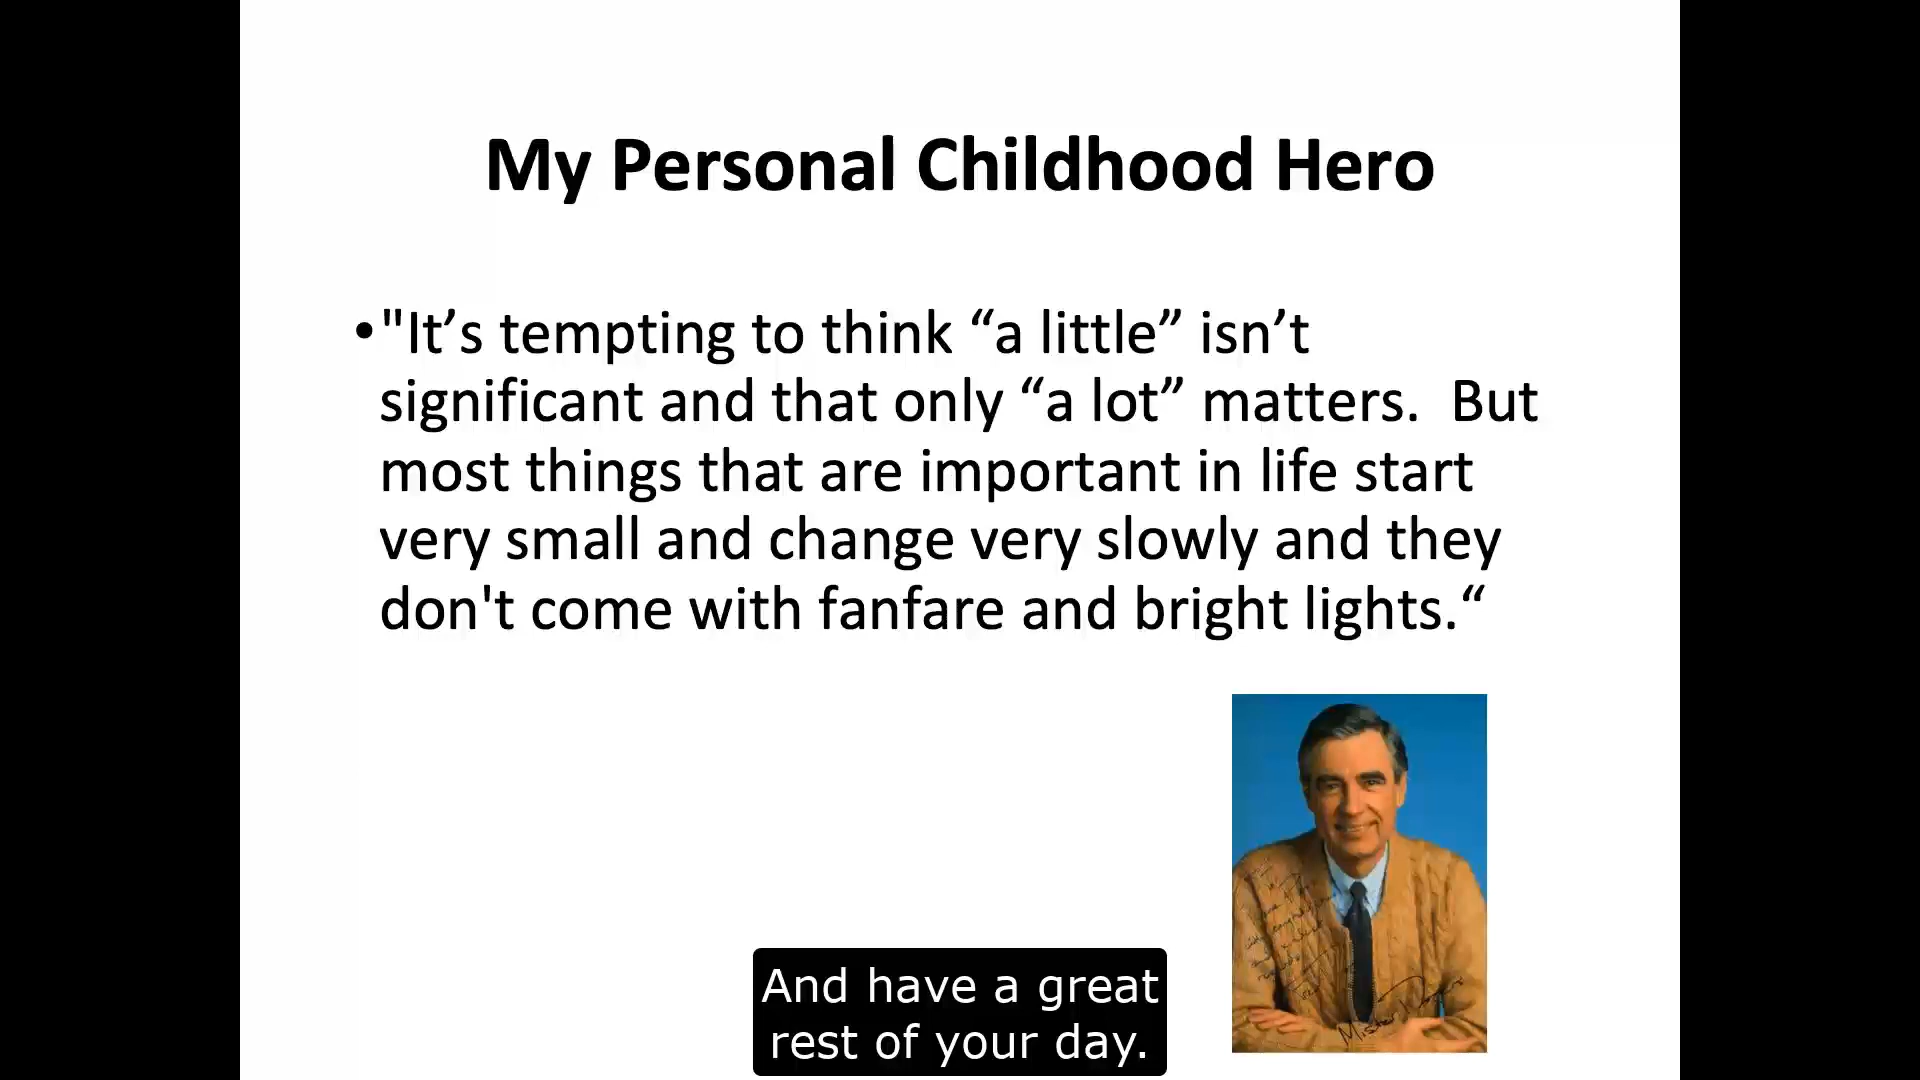 My Personal Childhood Hero
•"It’s tempting to think “a little” isn’t
significant and that only “a lot” matters.  But
most things that are important in life start
very small and change very slowly and they
don't come with fanfare and bright lights.“
Mister Rogers
And have a great
rest of your day.